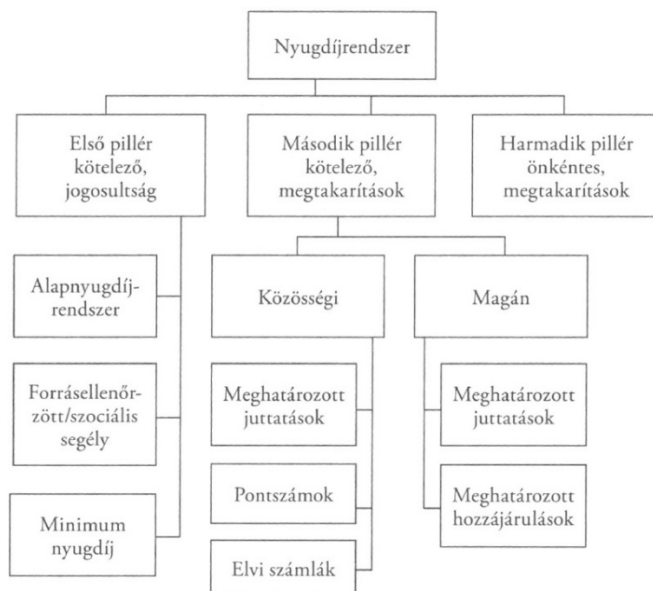 Nyugdíjrendszer
Első pillér
kötelező,
jogosultság
Második pillér
kötelező,
megtakarítások
Harmadik pillér
önkéntes,
megtakarítások
Alapnyugdíj-
rendszer
Forrásellenőr-
zött/szociális
segély
Minimum
nyugdíj
Közösségi
Meghatározott
juttatások
Pontszámok
Elvi számlák
Magán
Meghatározott
juttatások
Meghatározott
hozzájárulások